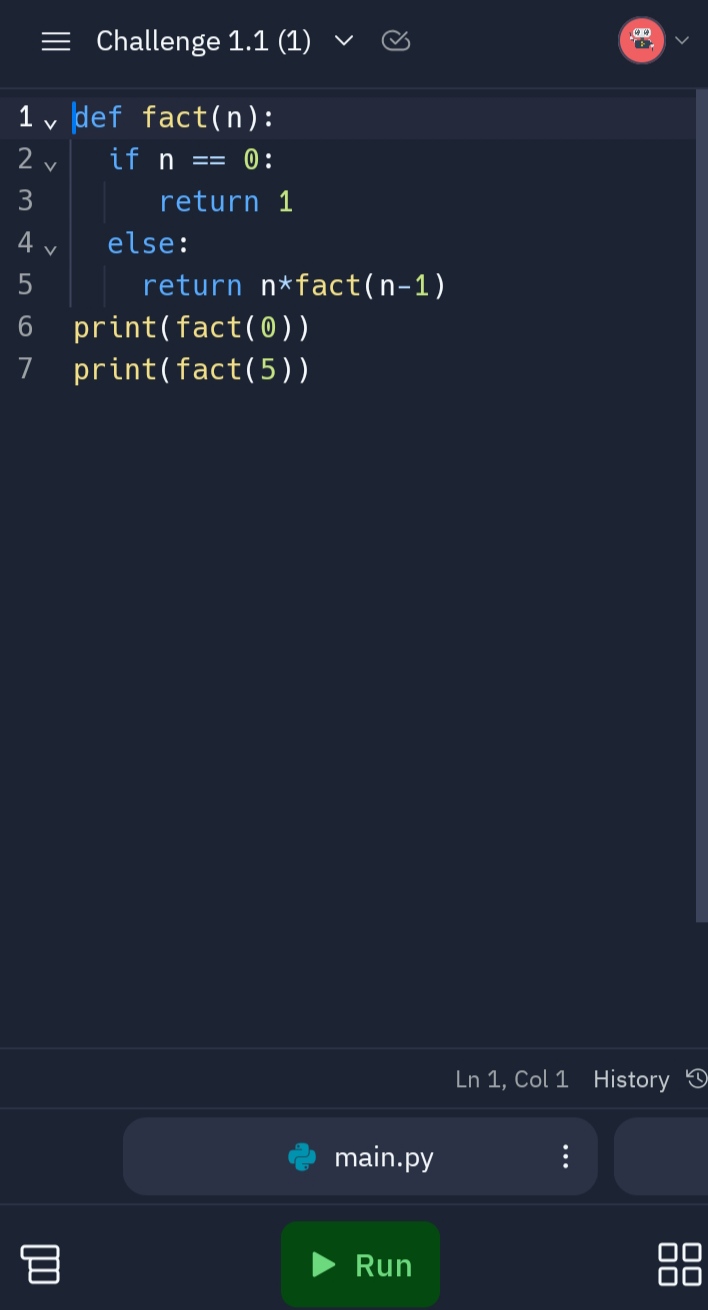 Challenge 1.1 (1)
1 def fact(n):
2   if n == 0:
3      return 1
4   else:
5     return n*fact(n-1)
6 print(fact(0))
7 print(fact(5))
Ln 1, Col 1 History
main.py
Run